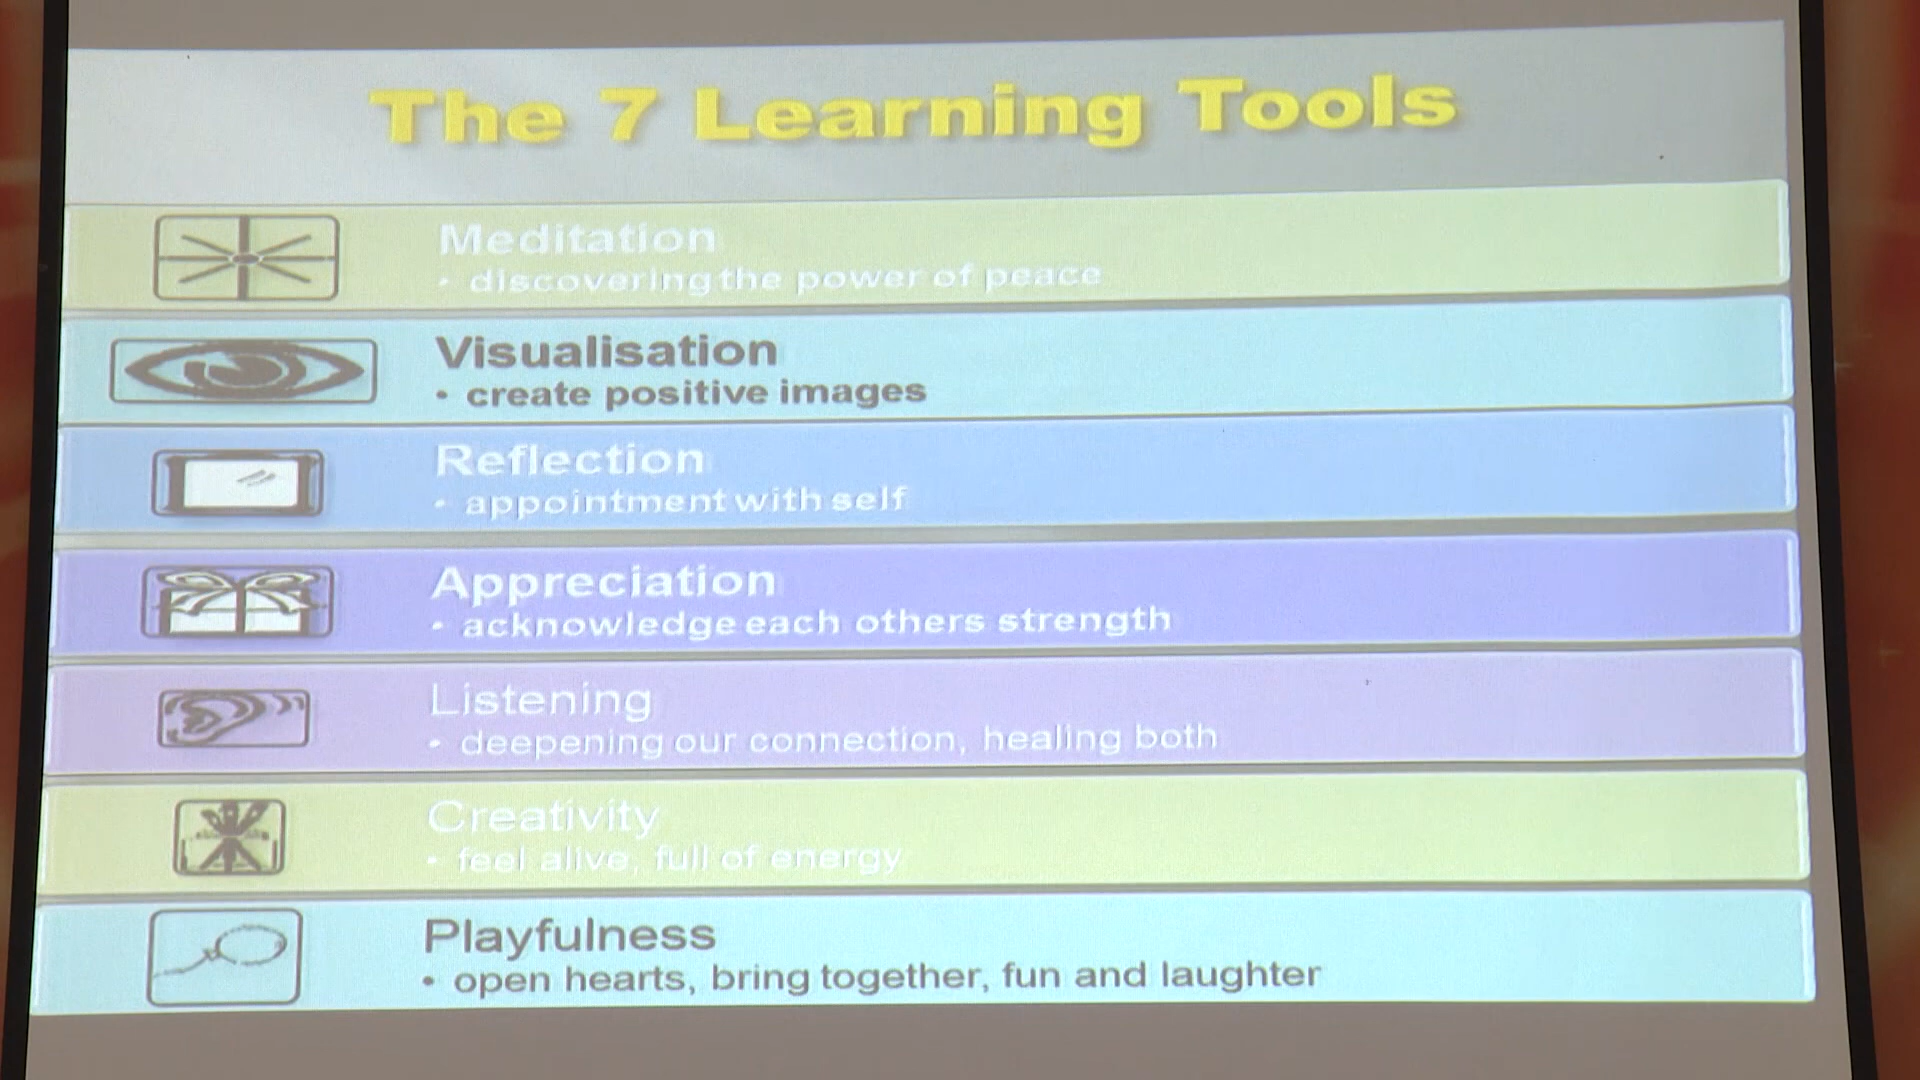 The 7 Learning Tools
Meditation
• discovering the power of peace
Visualisation
• create positive images
Reflection
• appointment with self
Appreciation
• acknowledge each others strength
Listening
• deepening our connection, healing both
Creativity
• feel alive, full of energy
Playfulness
• open hearts, bring together, fun and laughter